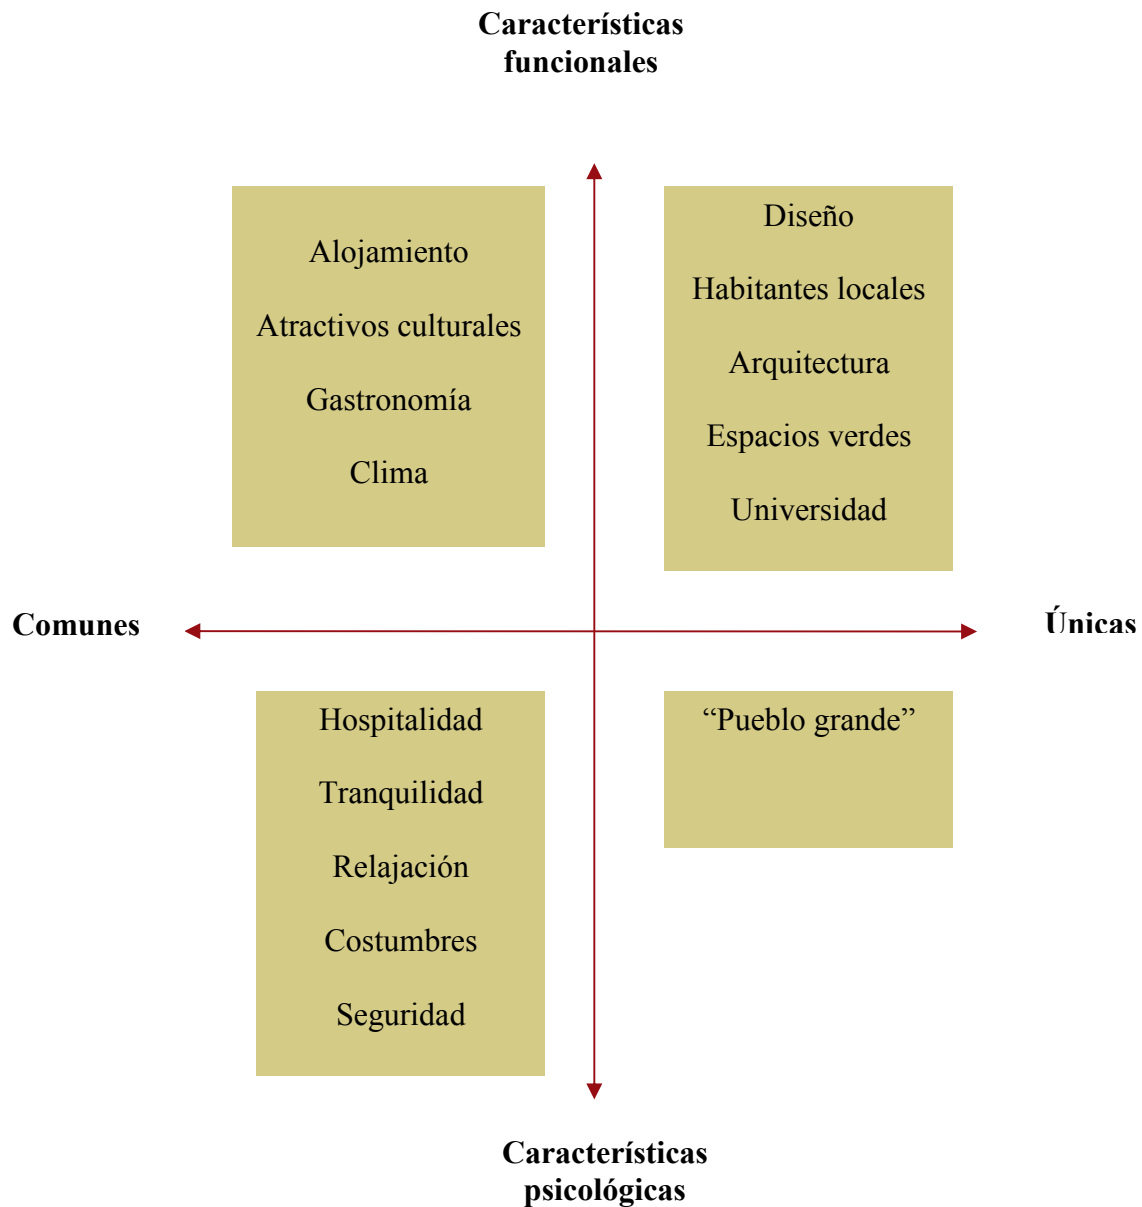 Características
funcionales
Alojamiento
Atractivos culturales
Gastronomía
Clima
Diseño
Habitantes locales
Arquitectura
Espacios verdes
Universidad
Comunes
Únicas
Hospitalidad
Tranquilidad
Relajación
Costumbres
Seguridad
“Pueblo grande”
Características
psicológicas